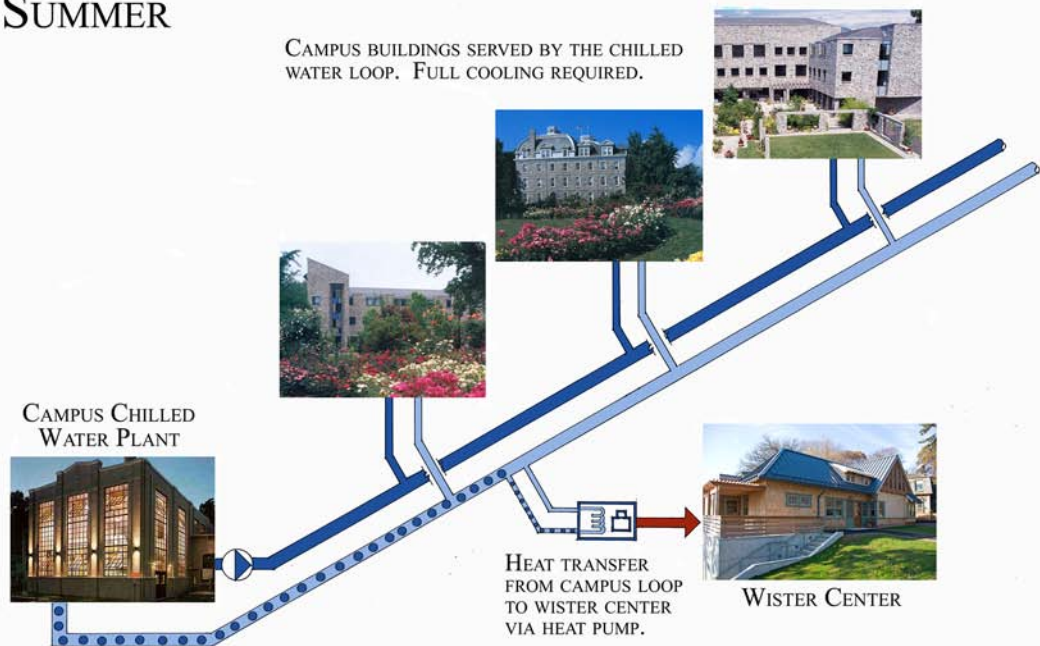 SUMMER
CAMPUS BUILDINGS SERVED BY THE CHILLED
WATER LOOP. FULL COOLING REQUIRED.
CAMPUS CHILLED
WATER PLANT
HEAT TRANSFER
FROM CAMPUS LOOP
TO WISTER CENTER
VIA HEAT PUMP.
WISTER CENTER